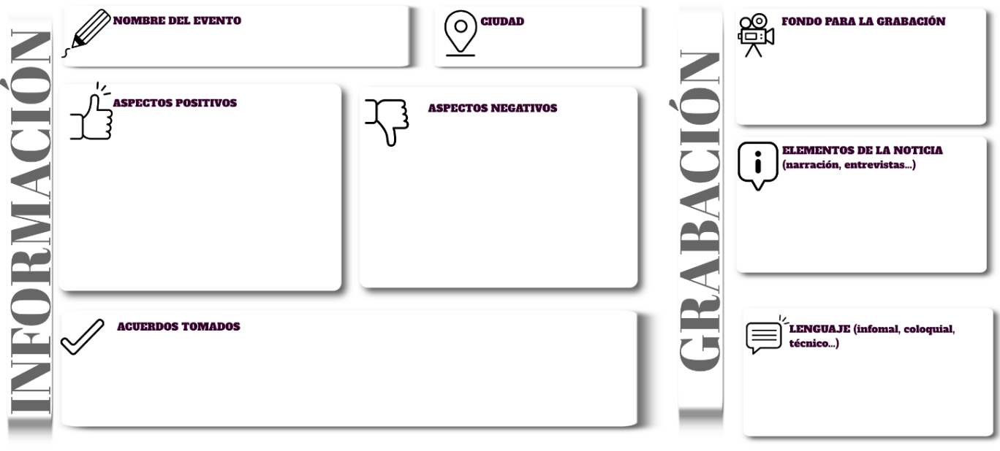 INFORMACIÓN
NOMBRE DEL EVENTO
CIUDAD
ASPECTOS POSITIVOS
ASPECTOS NEGATIVOS
ACUERDOS TOMADOS
GRABACIÓN
FONDO PARA LA GRABACIÓN
ELEMENTOS DE LA NOTICIA
(narración, entrevistas...)
LENGUAJE (infomal, coloquial,
técnico...)